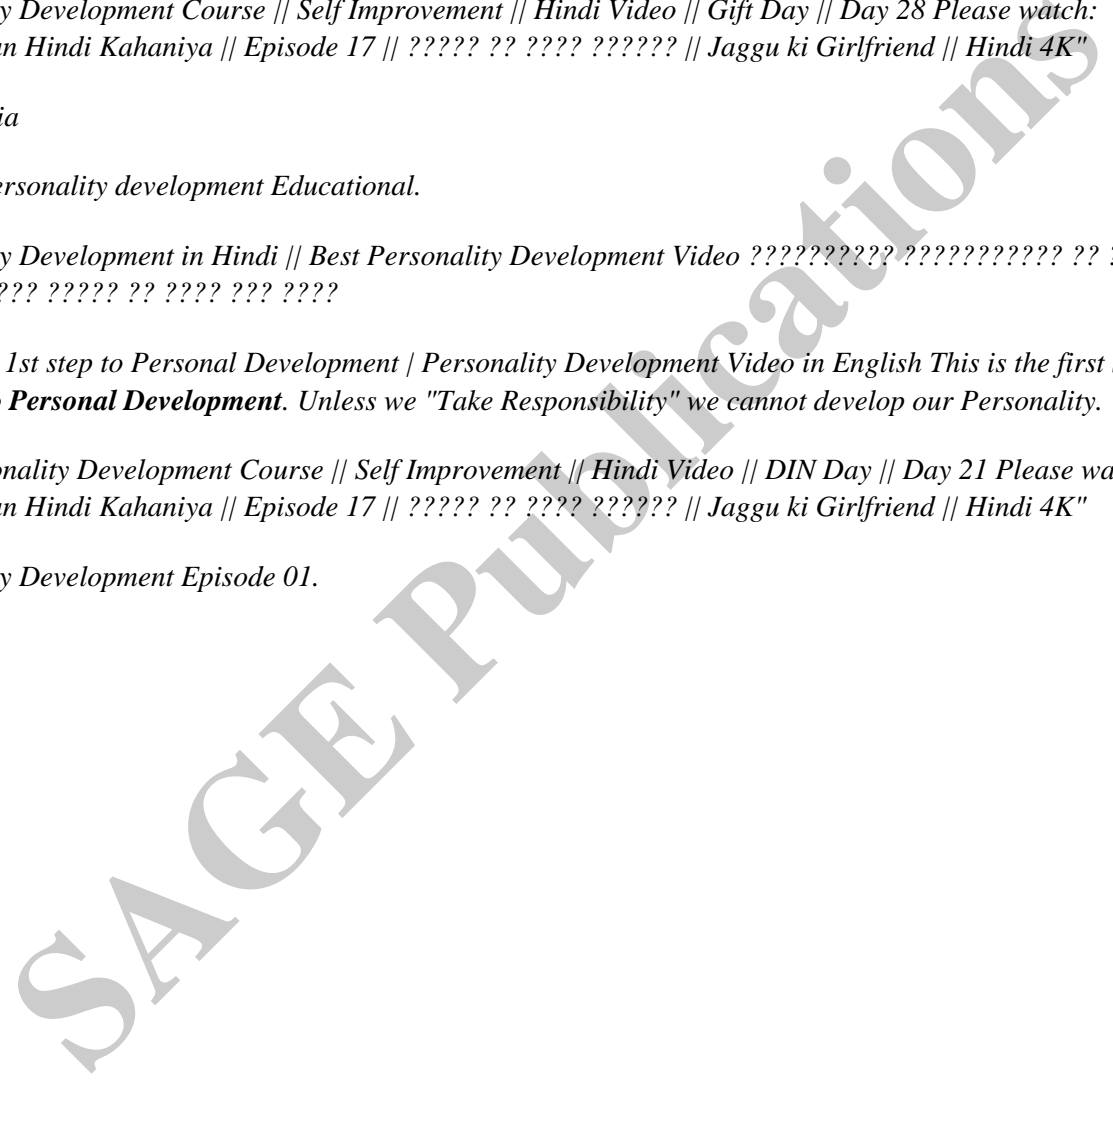 y Development Course || Self Improvement || Hindi Video || Gift Day || Day 28 Please watch:
n Hindi Kahaniya || Episode 17 || ????? ?? ???? ?????? || Jaggu ki Girlfriend || Hindi 4K"
ia
ersonality development Educational.
y Development in Hindi || Best Personality Development Video ?????????? ??????????? ?? ?
??? ????? ?? ???? ??? ????
1st step to Personal Development | Personality Development Video in English This is the first
Personal Development. Unless we "Take Responsibility" we cannot develop our Personality.
onality Development Course || Self Improvement || Hindi Video || DIN Day || Day 21 Please wa
n Hindi Kahaniya || Episode 17 || ????? ?? ???? ?????? || Jaggu ki Girlfriend || Hindi 4K"
y Development Episode 01.
SAGE Publications